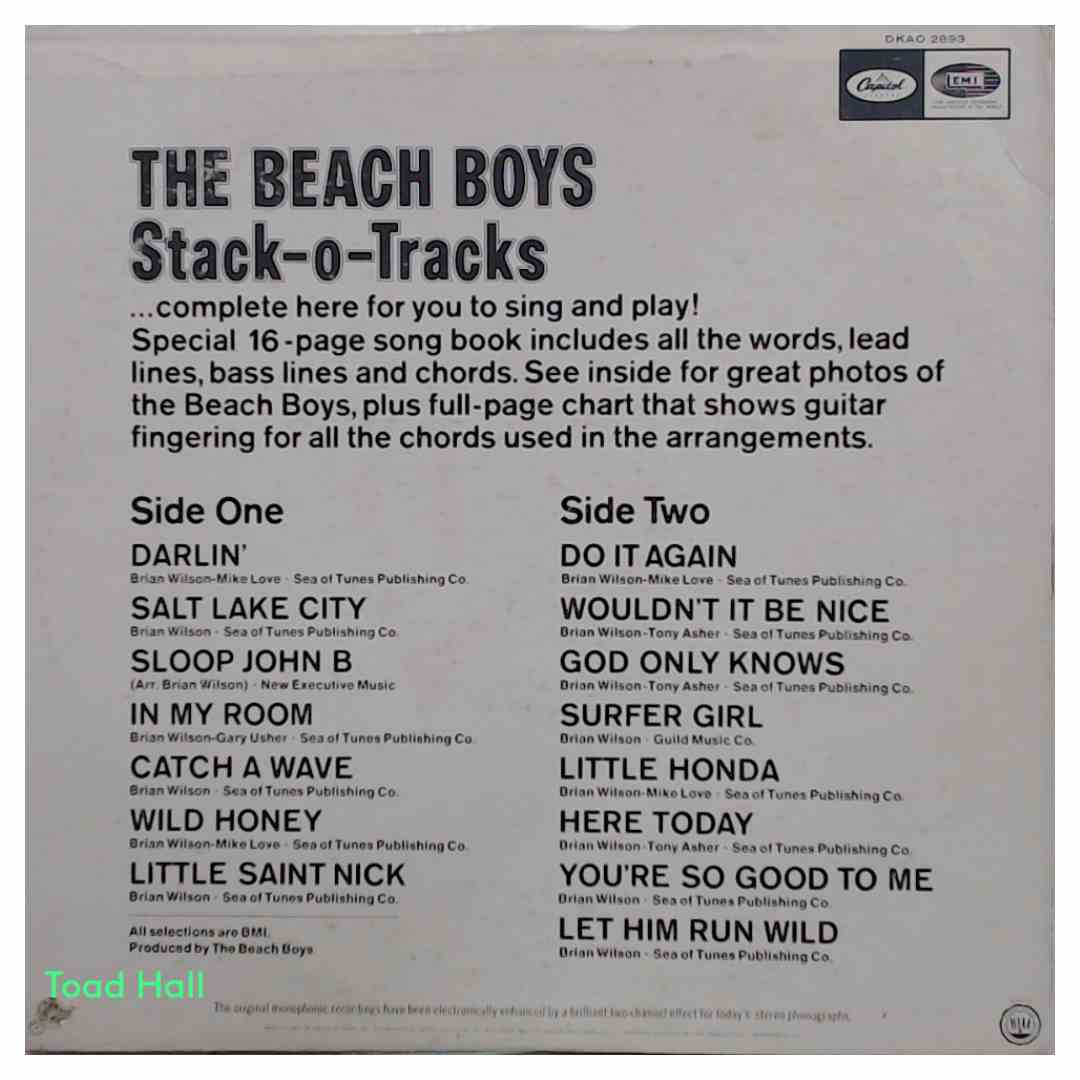 DKAO 2893
Capitol
EMI
THE BEACH BOYS
Stack-o-Tracks
...complete here for you to sing and play!
Special 16-page song book includes all the words, lead
lines, bass lines and chords. See inside for great photos of
the Beach Boys, plus full-page chart that shows guitar
fingering for all the chords used in the arrangements.
Side One
DARLIN'
Brian Wilson-Mike Love · Sea of Tunes Publishing Co.
SALT LAKE CITY
Brian Wilson · Sea of Tunes Publishing Co.
SLOOP JOHN B
(Arr. Brian Wilson) · New Executive Music
IN MY ROOM
Brian Wilson-Gary Usher · Sea of Tunes Publishing Co.
CATCH A WAVE
Brian Wilson · Sea of Tunes Publishing Co.
WILD HONEY
Brian Wilson-Mike Love · Sea of Tunes Publishing Co.
LITTLE SAINT NICK
Brian Wilson · Sea of Tunes Publishing Co.
All selections are BMI.
Produced by The Beach Boys
Side Two
DO IT AGAIN
Brian Wilson-Mike Love · Sea of Tunes Publishing Co.
WOULDN'T IT BE NICE
Brian Wilson-Tony Asher · Sea of Tunes Publishing Co.
GOD ONLY KNOWS
Brian Wilson-Tony Asher · Sea of Tunes Publishing Co.
SURFER GIRL
Brian Wilson · Guild Music Co.
LITTLE HONDA
Brian Wilson-Mike Love · Sea of Tunes Publishing Co.
HERE TODAY
Brian Wilson-Tony Asher · Sea of Tunes Publishing Co.
YOU'RE SO GOOD TO ME
Brian Wilson · Sea of Tunes Publishing Co.
LET HIM RUN WILD
Brian Wilson · Sea of Tunes Publishing Co.
Toad Hall
The original monophonic recordings have been electronically enhanced by a brilliant two-channel effect for today's stereo phonographs.